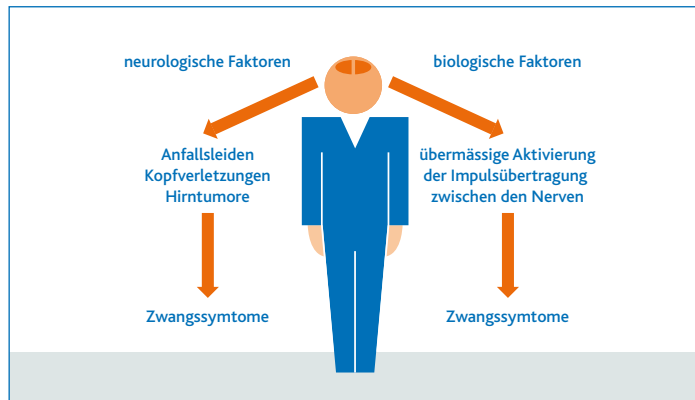 neurologische Faktoren
biologische Faktoren
Anfallsleiden
Kopfverletzungen
Hirntumore
übermässige Aktivierung
der Impulsübertragung
zwischen den Nerven
Zwangssymtome
Zwangssymtome